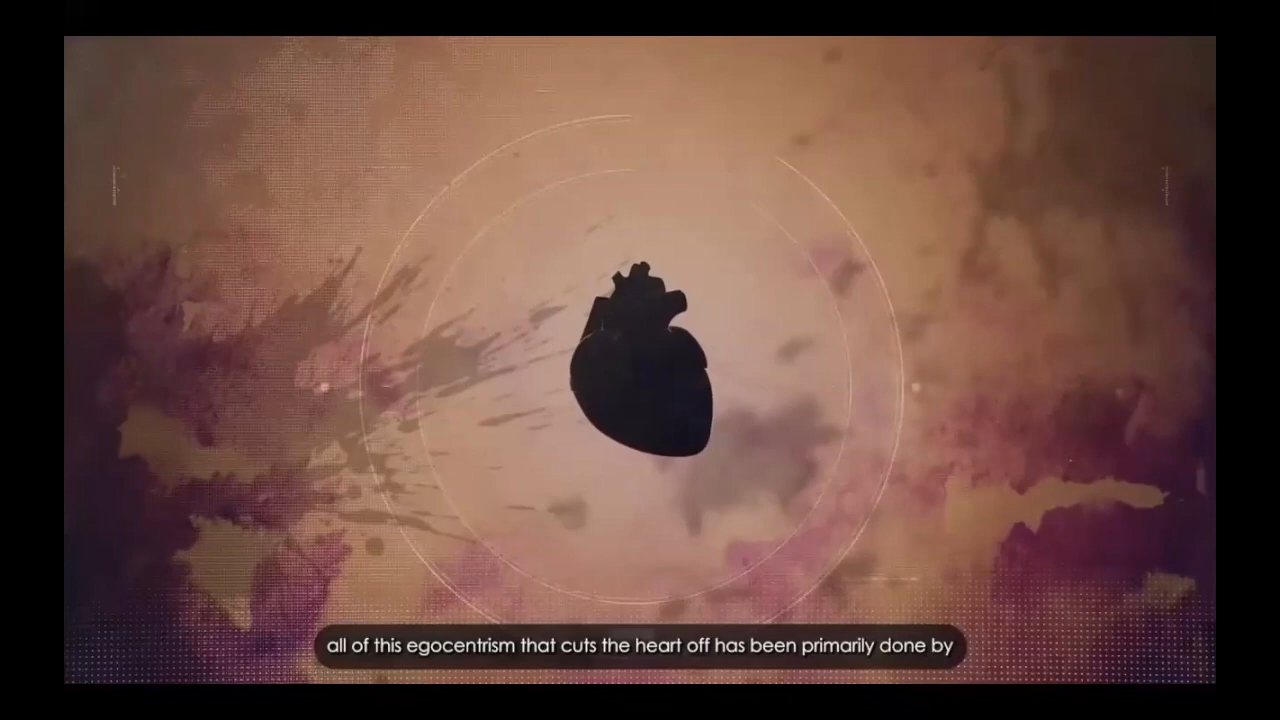 all of this egocentrism that cuts the heart off has been primarily done by